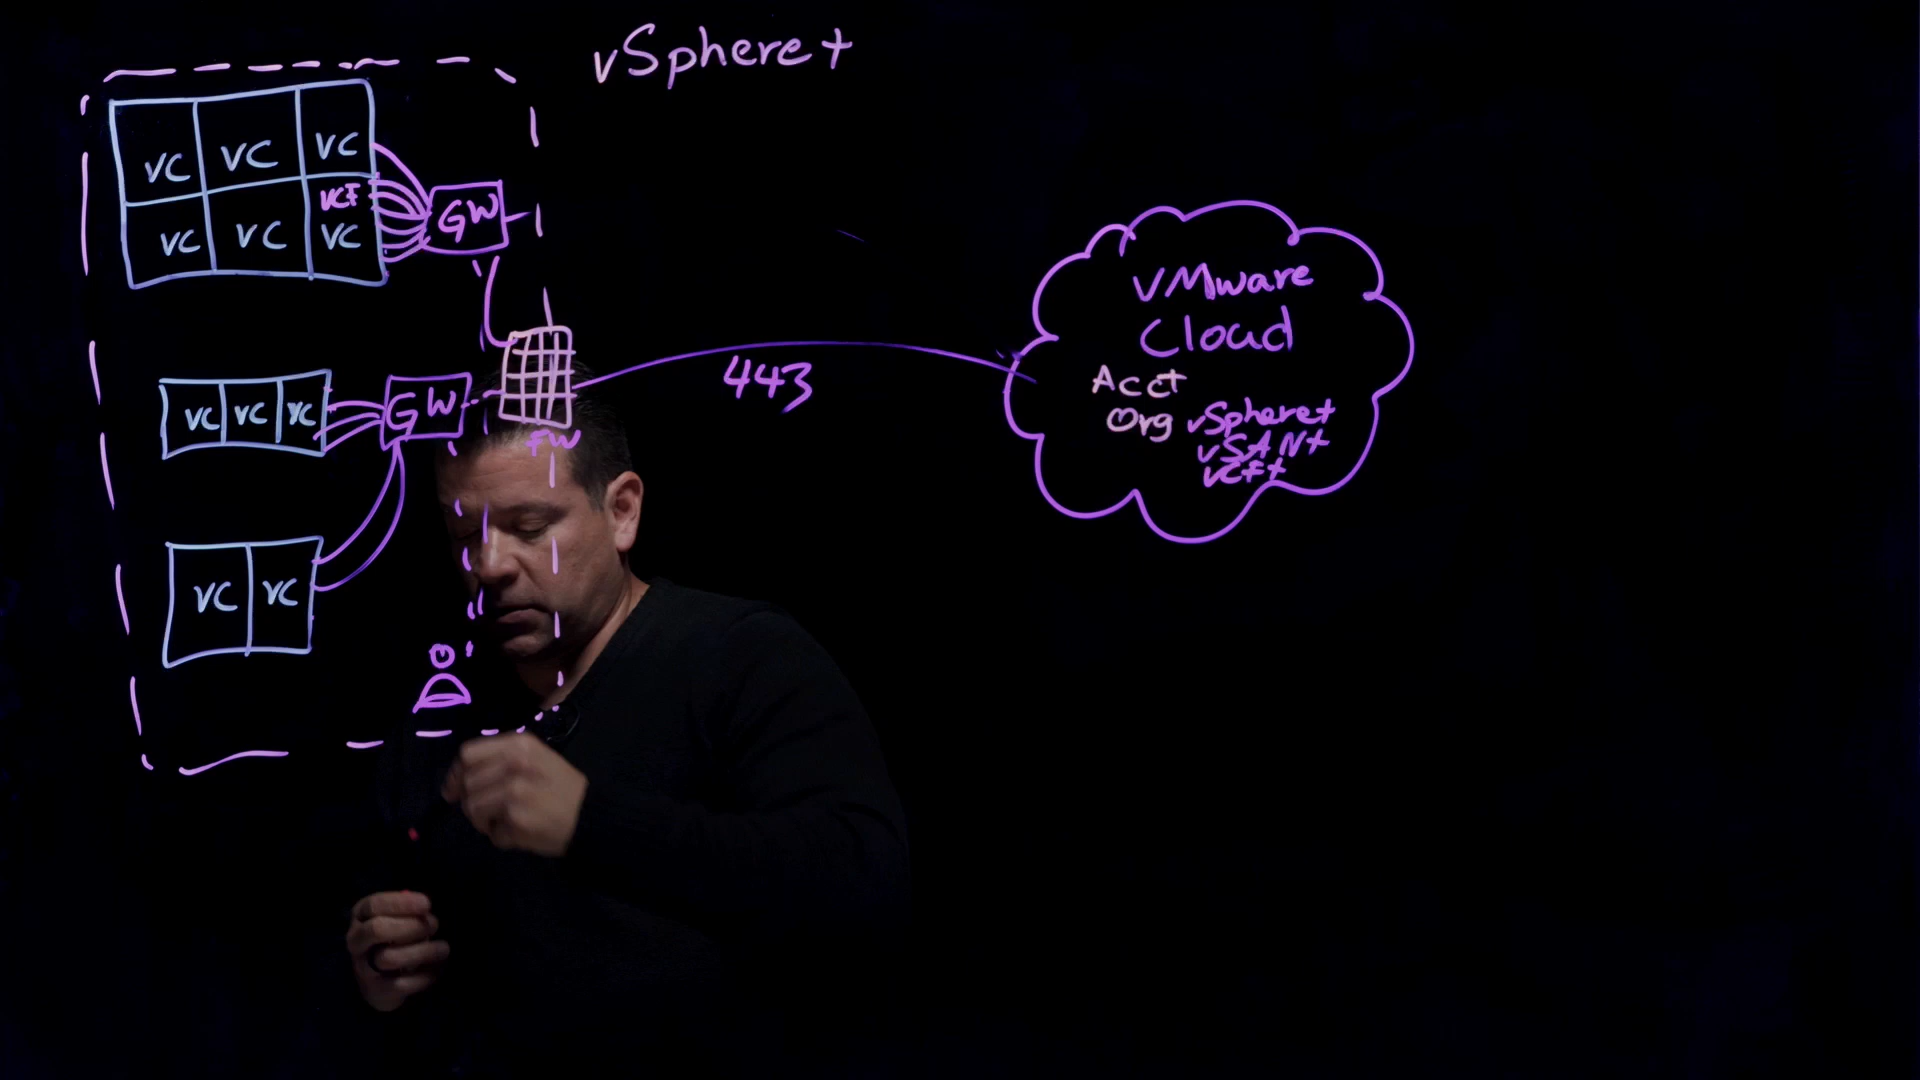 vSphere+
VC VC VC
VCF
VC VC VC
GW
VC VC VC
GW
FW
VC VC
443
VMware
Cloud
Acct
Org
vSphere+
vSAN+
VCF+